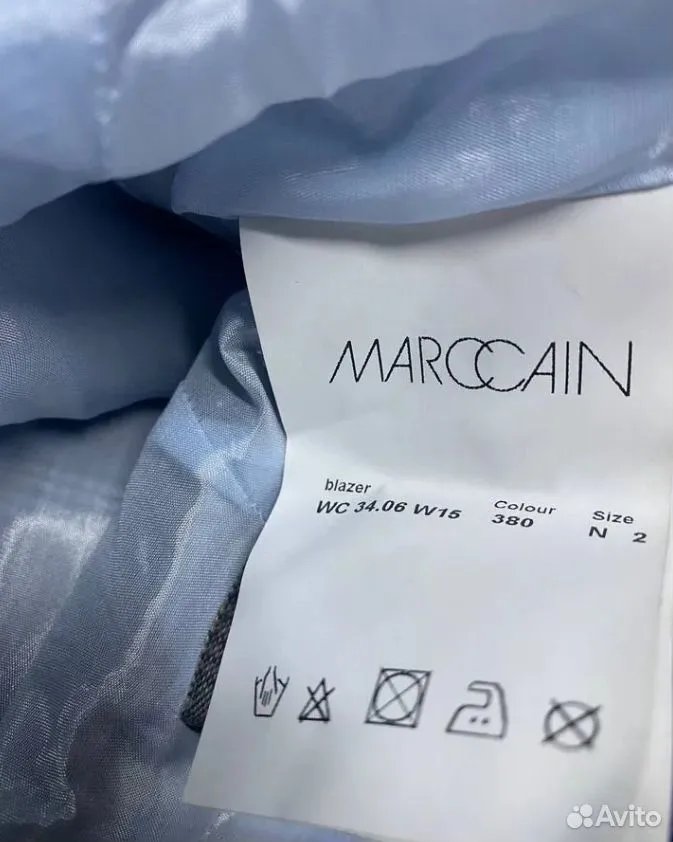 MARCCAIN
blazer Colour Size
WC 34.06 W15 380 N 2
Avito